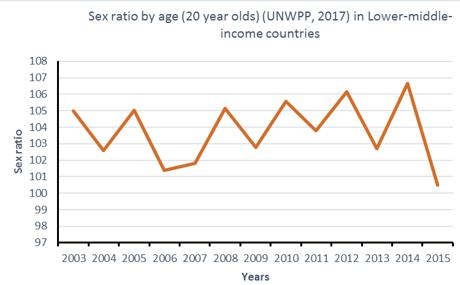 Sex ratio by age (20 year olds) (UNWPP, 2017) in Lower-middle-
income countries
108
107
106
105
104
103
102
101
100
99
98
97
Sex ratio
2003 2004 2005 2006 2007 2008 2009 2010 2011 2012 2013 2014 2015
Years